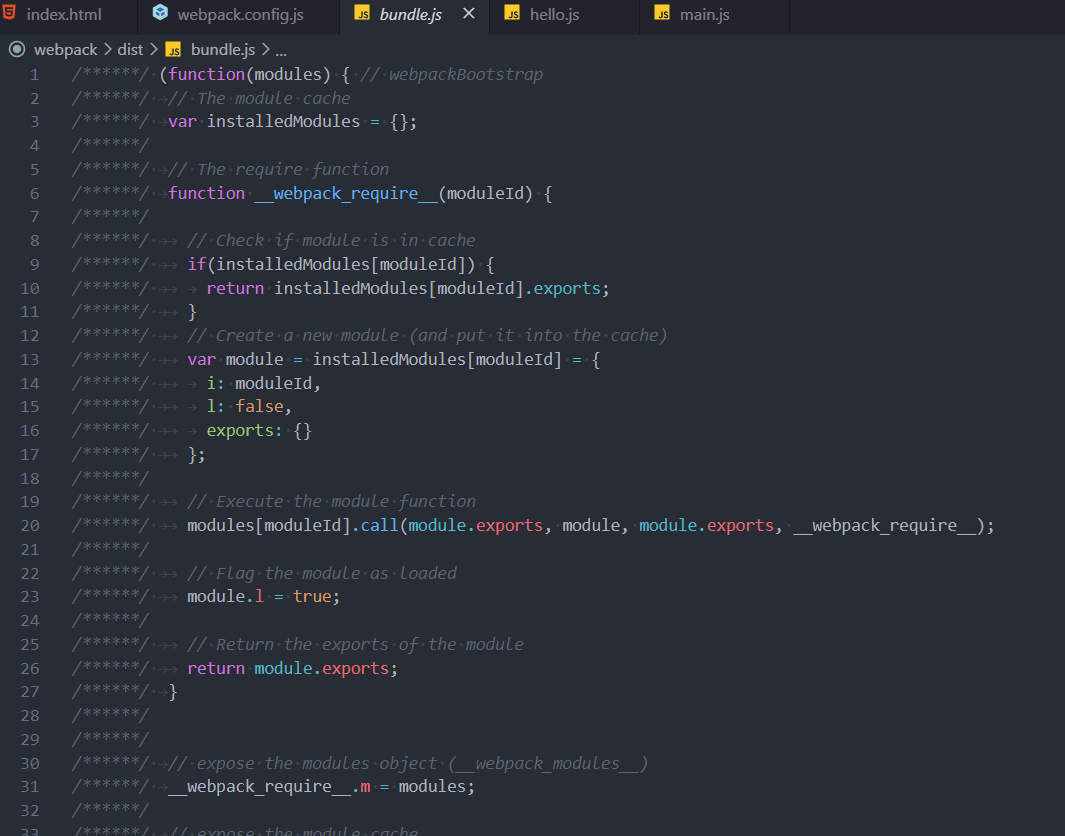 index.html webpack.config.js bundle.js hello.js main.js
webpack > dist > JS bundle.js > ...
1 /******/ (function(modules) { // webpackBootstrap
2 /******/ // The module cache
3 /******/ var installedModules = {};
4 /******/
5 /******/ // The require function
6 /******/ function __webpack_require__(moduleId) {
7 /******/
8 /******/ // Check if module is in cache
9 /******/ if(installedModules[moduleId]) {
10 /******/ return installedModules[moduleId].exports;
11 /******/ }
12 /******/ // Create a new module (and put it into the cache)
13 /******/ var module = installedModules[moduleId] = {
14 /******/ i: moduleId,
15 /******/ l: false,
16 /******/ exports: {}
17 /******/ };
18 /******/
19 /******/ // Execute the module function
20 /******/ modules[moduleId].call(module.exports, module, module.exports, __webpack_require__);
21 /******/
22 /******/ // Flag the module as loaded
23 /******/ module.l = true;
24 /******/
25 /******/ // Return the exports of the module
26 /******/ return module.exports;
27 /******/ }
28 /******/
29 /******/
30 /******/ // expose the modules object (__webpack_modules__)
31 /******/ __webpack_require__.m = modules;
32 /******/
33 /******/ // expose the module cache